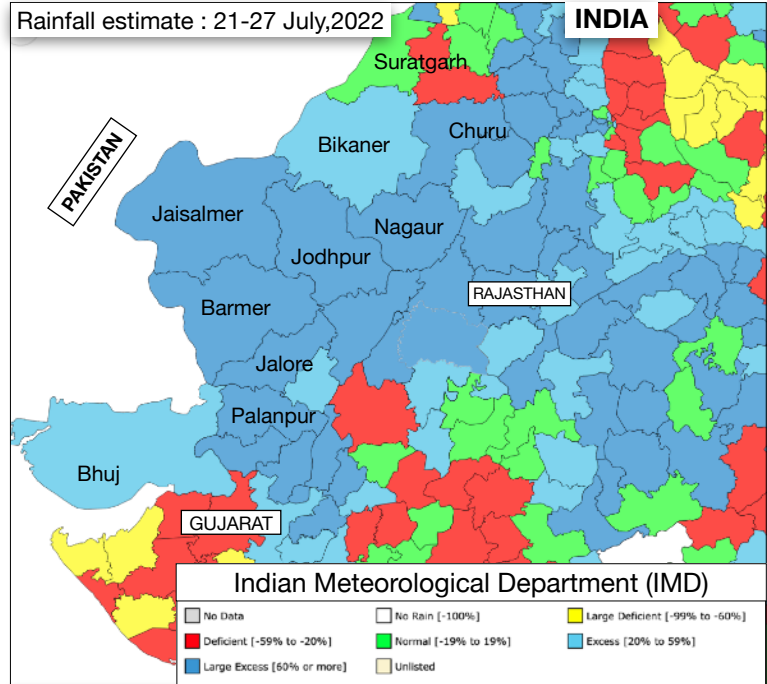 Rainfall estimate : 21-27 July,2022
INDIA
Suratgarh
Churu
Bikaner
PAKISTAN
Jaisalmer
Nagaur
Jodhpur
RAJASTHAN
Barmer
Jalore
Palanpur
Bhuj
GUJARAT
Indian Meteorological Department (IMD)
No Data
No Rain [-100%]
Large Deficient [-99% to -60%]
Deficient [-59% to -20%]
Normal [-19% to 19%]
Excess [20% to 59%]
Large Excess [60% or more]
Unlisted